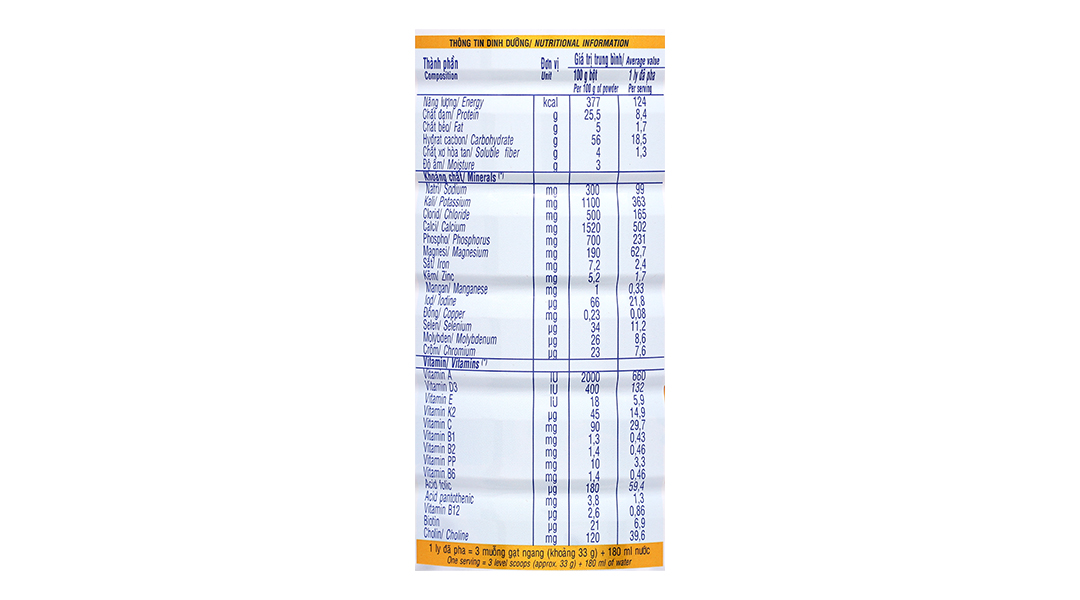 THÔNG TIN DINH DƯỠNG/ NUTRITIONAL INFORMATION
Thành phần Đơn vị Giá trị trung bình/ Average value
Composition Unit 100 g bột 1 ly đã pha
Per 100 g of powder Per serving
Năng lượng/ Energy kcal 377 124
Chất đạm/ Protein g 25,5 8,4
Chất béo/ Fat g 5 1,7
Hydrat cacbon/ Carbohydrate g 56 18,5
Chất xơ hòa tan/ Soluble fiber g 4 1,3
Độ ẩm/ Moisture g 3
Khoáng chất/ Minerals (*)
Natri/ Sodium mg 300 99
Kali/ Potassium mg 1100 363
Clorid/ Chloride mg 500 165
Calci/ Calcium mg 1520 502
Phospho/ Phosphorus mg 700 231
Magnesi/ Magnesium mg 190 62,7
Sắt/ Iron mg 7,2 2,4
Kẽm/ Zinc mg 5,2 1,7
Mangan/ Manganese mg 1 0,33
Iod/ Iodine µg 66 21,8
Đồng/ Copper mg 0,23 0,08
Selen/ Selenium µg 34 11,2
Molybden/ Molybdenum µg 26 8,6
Crôm/ Chromium µg 23 7,6
Vitamin/ Vitamins (*)
Vitamin A IU 2000 660
Vitamin D3 IU 400 132
Vitamin E IU 18 5,9
Vitamin K2 µg 45 14,9
Vitamin C mg 90 29,7
Vitamin B1 mg 1,3 0,43
Vitamin B2 mg 1,4 0,46
Vitamin PP mg 10 3,3
Vitamin B6 mg 1,4 0,46
Acid folic µg 180 59,4
Acid pantothenic mg 3,8 1,3
Vitamin B12 µg 2,6 0,86
Biotin µg 21 6,9
Cholin/ Choline mg 120 39,6
1 ly đã pha = 3 muỗng gạt ngang (khoảng 33 g) + 180 ml nước
One serving = 3 level scoops (approx. 33 g) + 180 ml of water